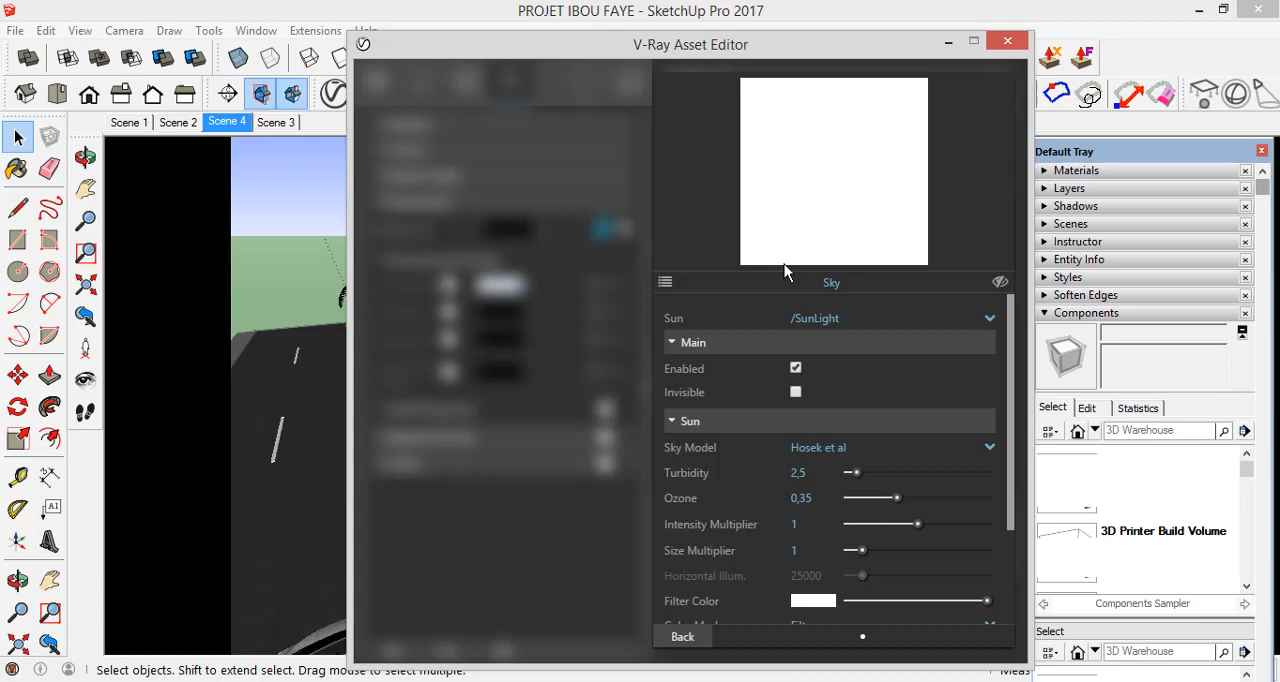 PROJET IBOU FAYE - SketchUp Pro 2017
File Edit View Camera Draw Tools Window Extensions Help
V-Ray Asset Editor
Scene 1 Scene 2 Scene 4 Scene 3
Sky
Sun /SunLight
Main
Enabled
Invisible
Sun
Sky Model Hosek et al
Turbidity 2,5
Ozone 0,35
Intensity Multiplier 1
Size Multiplier 1
Horizontal Illum. 25000
Filter Color
Back
Default Tray
Materials
Layers
Shadows
Scenes
Instructor
Entity Info
Styles
Soften Edges
Components
Select Edit Statistics
3D Warehouse
3D Printer Build Volume
Components Sampler
Select
3D Warehouse
A1
Select objects. Shift to extend select. Drag mouse to select multiple.
Meas